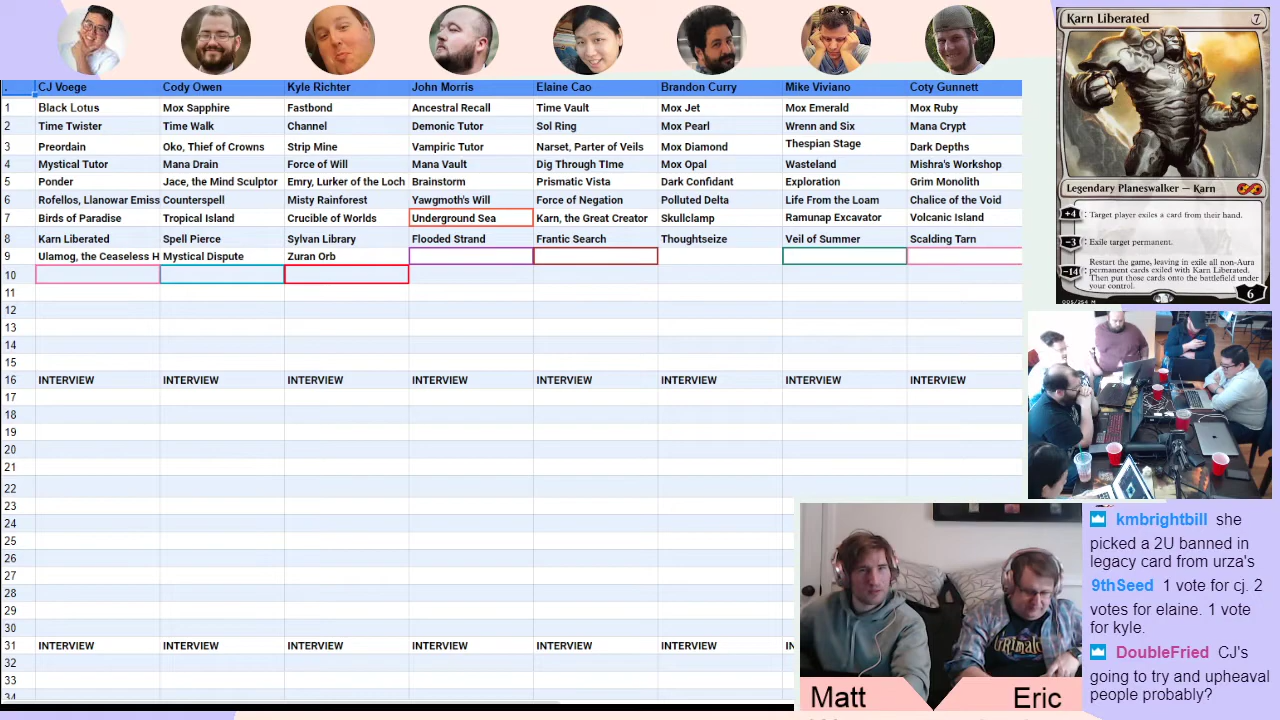 . CJ Voege Cody Owen Kyle Richter John Morris Elaine Cao Brandon Curry Mike Viviano Coty Gunnett
1 Black Lotus Mox Sapphire Fastbond Ancestral Recall Time Vault Mox Jet Mox Emerald Mox Ruby
2 Time Twister Time Walk Channel Demonic Tutor Sol Ring Mox Pearl Wrenn and Six Mana Crypt
3 Preordain Oko, Thief of Crowns Strip Mine Vampiric Tutor Narset, Parter of Veils Mox Diamond Thespian Stage Dark Depths
4 Mystical Tutor Mana Drain Force of Will Mana Vault Dig Through TIme Mox Opal Wasteland Mishra's Workshop
5 Ponder Jace, the Mind Sculptor Emry, Lurker of the Loch Brainstorm Prismatic Vista Dark Confidant Exploration Grim Monolith
6 Rofellos, Llanowar Emiss Counterspell Misty Rainforest Yawgmoth's Will Force of Negation Polluted Delta Life From the Loam Chalice of the Void
7 Birds of Paradise Tropical Island Crucible of Worlds Underground Sea Karn, the Great Creator Skullclamp Ramunap Excavator Volcanic Island
8 Karn Liberated Spell Pierce Sylvan Library Flooded Strand Frantic Search Thoughtseize Veil of Summer Scalding Tarn
9 Ulamog, the Ceaseless H Mystical Dispute Zuran Orb
10
11
12
13
14
15
16 INTERVIEW INTERVIEW INTERVIEW INTERVIEW INTERVIEW INTERVIEW INTERVIEW INTERVIEW
17
18
19
20
21
22
23
24
25
26
27
28
29
30
31 INTERVIEW INTERVIEW INTERVIEW INTERVIEW INTERVIEW INTERVIEW IN
32
33
34
Karn Liberated 7
Legendary Planeswalker — Karn
+4: Target player exiles a card from their hand.
-3: Exile target permanent.
-14: Restart the game, leaving in exile all non-Aura
permanent cards exiled with Karn Liberated.
Then put those cards onto the battlefield under
your control.
6
kmbrightbill she
picked a 2U banned in
legacy card from urza's
9thSeed 1 vote for cj. 2
votes for elaine. 1 vote
for kyle.
DoubleFried CJ's
going to try and upheaval
people probably?
Matt Eric